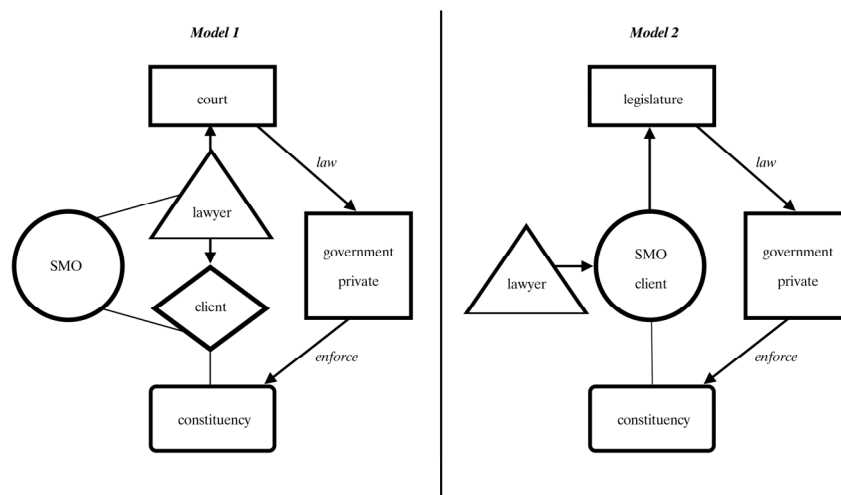 Model 1
court
law
lawyer
SMO
government
private
client
enforce
constituency
Model 2
legislature
law
SMO
client
lawyer
government
private
enforce
constituency